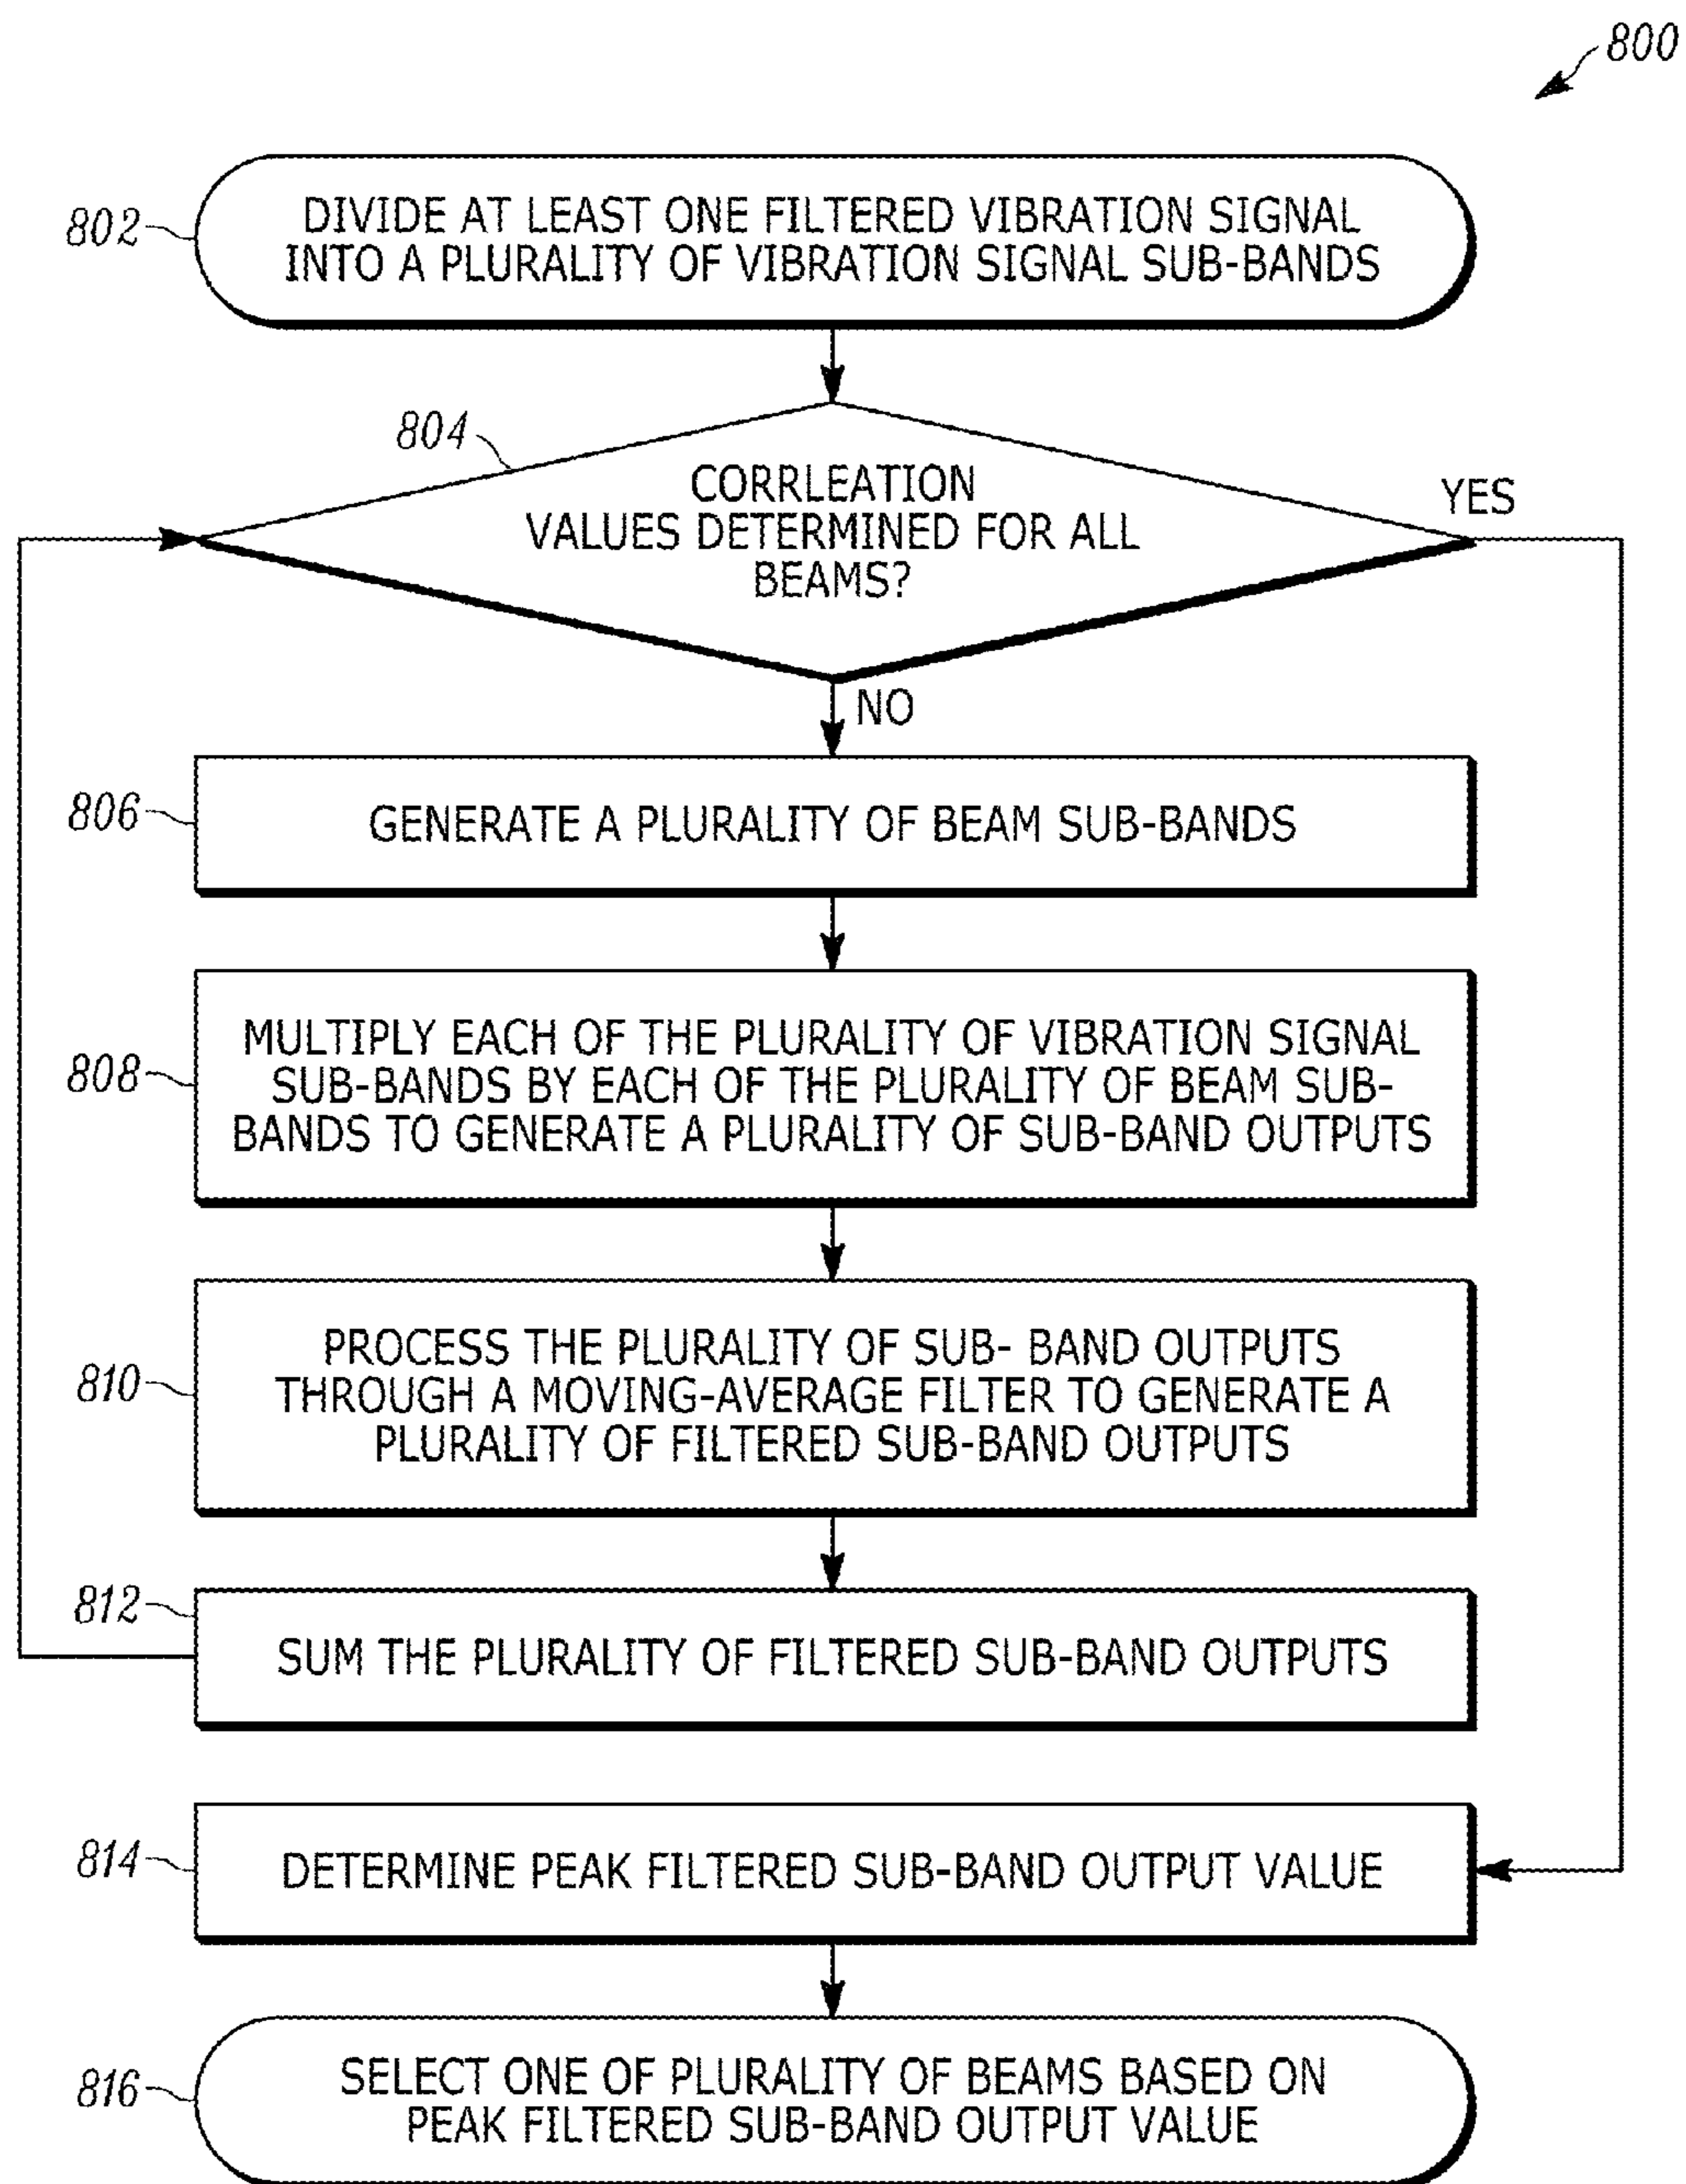 800
802
DIVIDE AT LEAST ONE FILTERED VIBRATION SIGNAL
INTO A PLURALITY OF VIBRATION SIGNAL SUB-BANDS
804
CORRLEATION
VALUES DETERMINED FOR ALL
BEAMS?
YES
NO
806
GENERATE A PLURALITY OF BEAM SUB-BANDS
808
MULTIPLY EACH OF THE PLURALITY OF VIBRATION SIGNAL
SUB-BANDS BY EACH OF THE PLURALITY OF BEAM SUB-
BANDS TO GENERATE A PLURALITY OF SUB-BAND OUTPUTS
810
PROCESS THE PLURALITY OF SUB- BAND OUTPUTS
THROUGH A MOVING-AVERAGE FILTER TO GENERATE A
PLURALITY OF FILTERED SUB-BAND OUTPUTS
812
SUM THE PLURALITY OF FILTERED SUB-BAND OUTPUTS
814
DETERMINE PEAK FILTERED SUB-BAND OUTPUT VALUE
816
SELECT ONE OF PLURALITY OF BEAMS BASED ON
PEAK FILTERED SUB-BAND OUTPUT VALUE